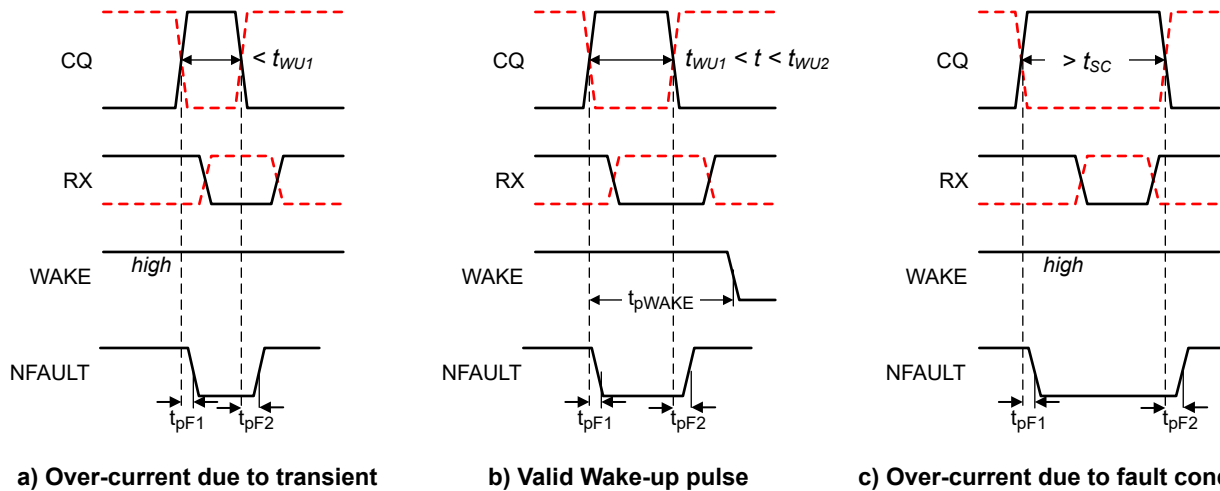 CQ
< tWU1
RX
WAKE
high
NFAULT
tpF1
tpF2
a) Over-current due to transient
CQ
tWU1 < t < tWU2
RX
WAKE
tpWAKE
NFAULT
tpF1
tpF2
b) Valid Wake-up pulse
CQ
> tSC
RX
WAKE
high
NFAULT
tpF1
tpF2
c) Over-current due to fault cond